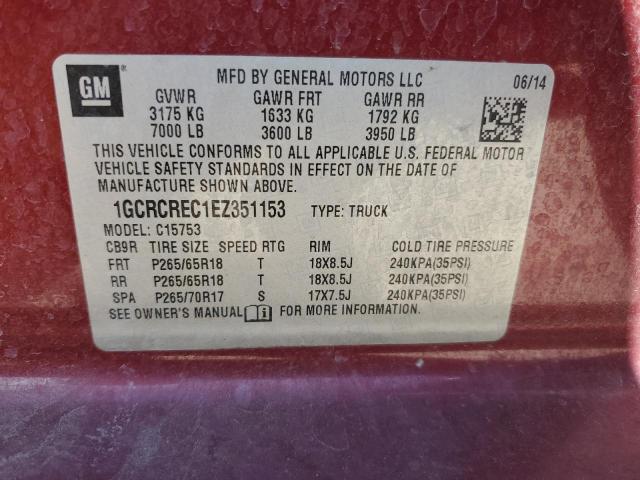 GM ®
MFD BY GENERAL MOTORS LLC 06/14
GVWR GAWR FRT GAWR RR
3175 KG 1633 KG 1792 KG
7000 LB 3600 LB 3950 LB
THIS VEHICLE CONFORMS TO ALL APPLICABLE U.S. FEDERAL MOTOR
VEHICLE SAFETY STANDARDS IN EFFECT ON THE DATE OF
MANUFACTURE SHOWN ABOVE.
1GCRCREC1EZ351153 TYPE: TRUCK
MODEL: C15753
CB9R TIRE SIZE SPEED RTG RIM COLD TIRE PRESSURE
FRT P265/65R18 T 18X8.5J 240KPA(35PSI)
RR P265/65R18 T 18X8.5J 240KPA(35PSI)
SPA P265/70R17 S 17X7.5J 240KPA(35PSI)
SEE OWNER'S MANUAL i FOR MORE INFORMATION.